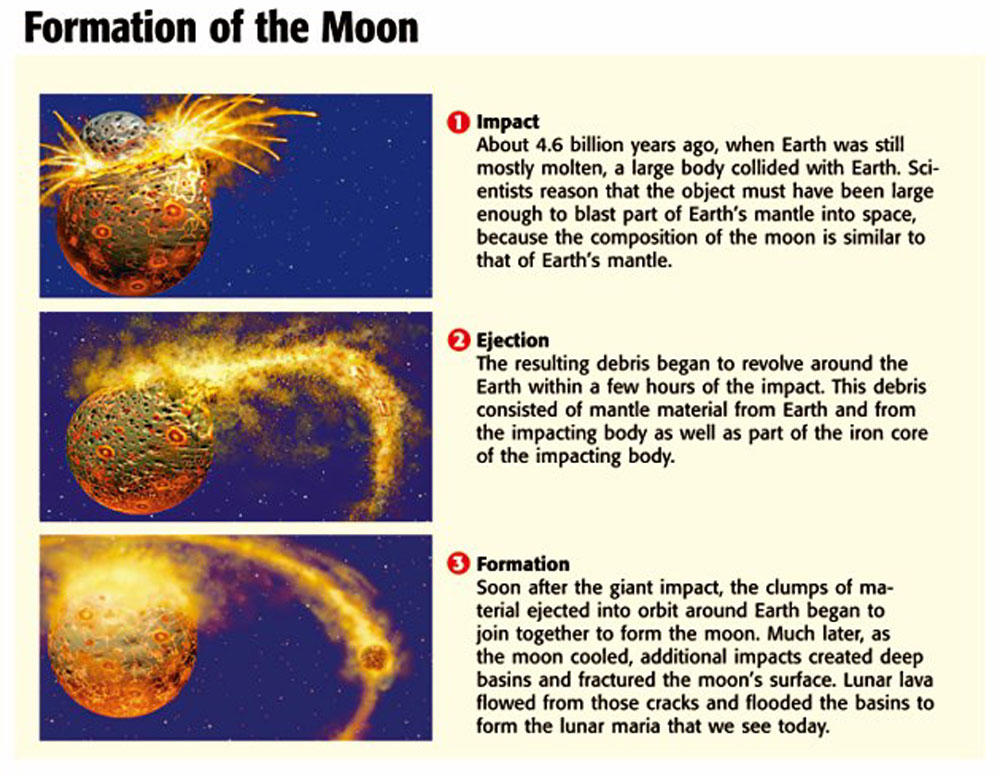 Formation of the Moon
1 Impact
About 4.6 billion years ago, when Earth was still
mostly molten, a large body collided with Earth. Sci-
entists reason that the object must have been large
enough to blast part of Earth's mantle into space,
because the composition of the moon is similar to
that of Earth's mantle.
2 Ejection
The resulting debris began to revolve around the
Earth within a few hours of the impact. This debris
consisted of mantle material from Earth and from
the impacting body as well as part of the iron core
of the impacting body.
3 Formation
Soon after the giant impact, the clumps of ma-
terial ejected into orbit around Earth began to
join together to form the moon. Much later, as
the moon cooled, additional impacts created deep
basins and fractured the moon's surface. Lunar lava
flowed from those cracks and flooded the basins to
form the lunar maria that we see today.